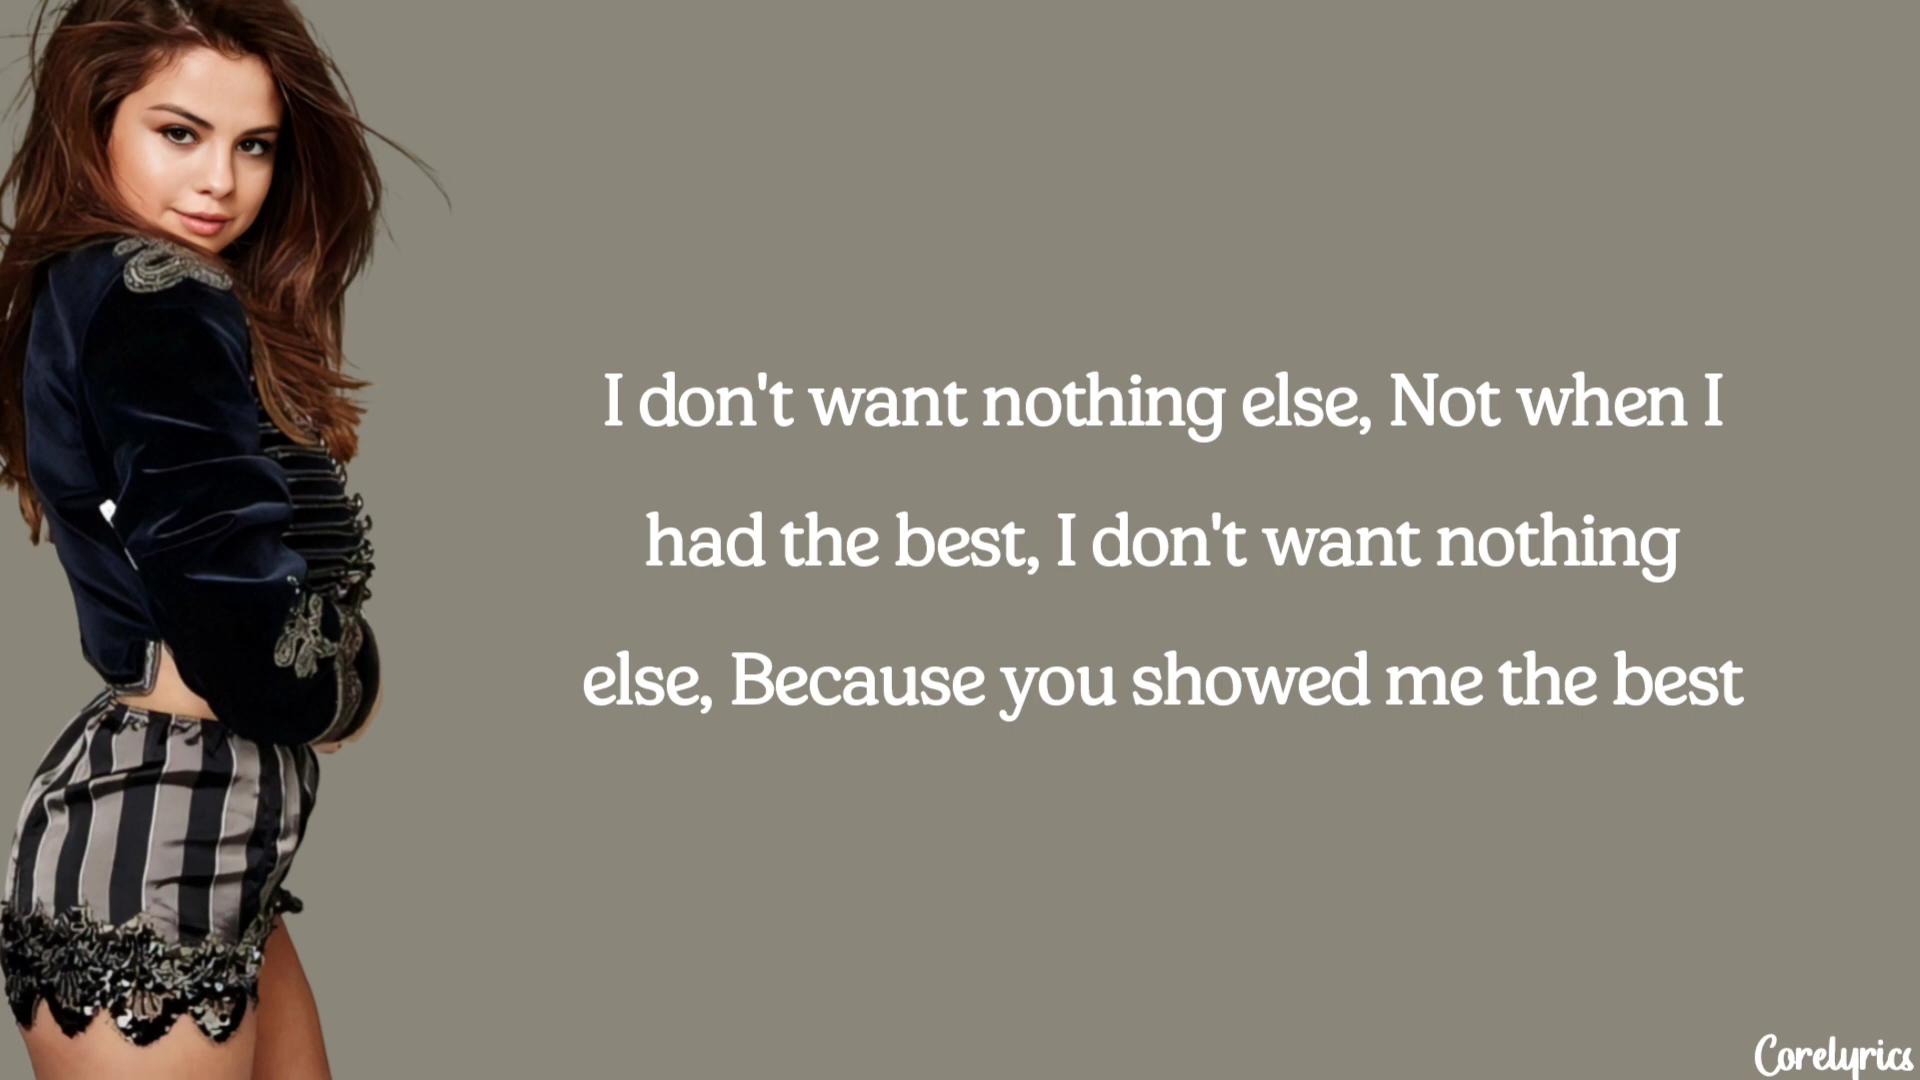 I don't want nothing else, Not when I
had the best, I don't want nothing
else, Because you showed me the best
Corelyrics